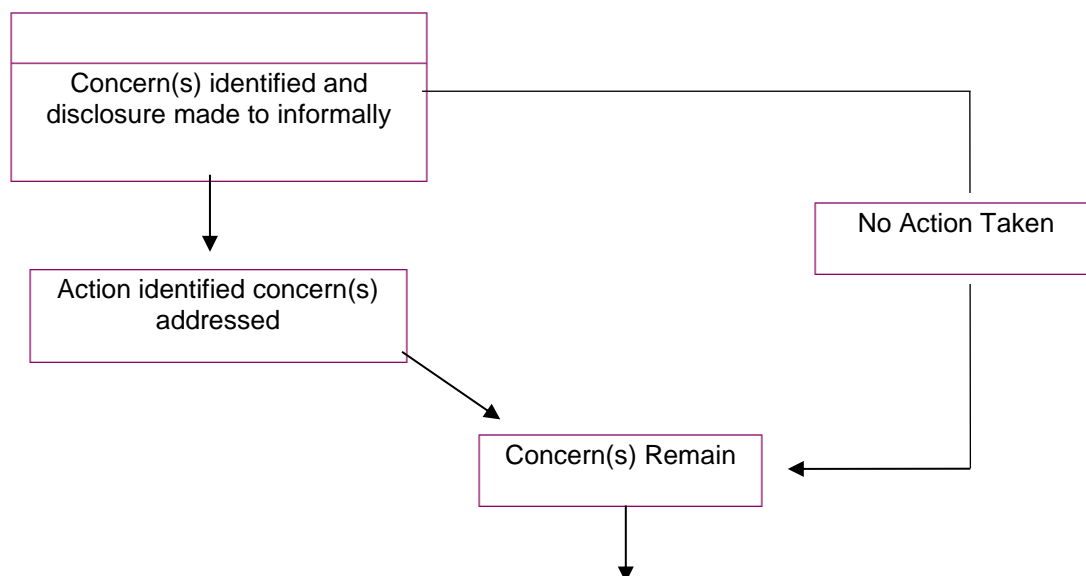 Concern(s) identified and
disclosure made to informally
No Action Taken
Action identified concern(s)
addressed
Concern(s) Remain